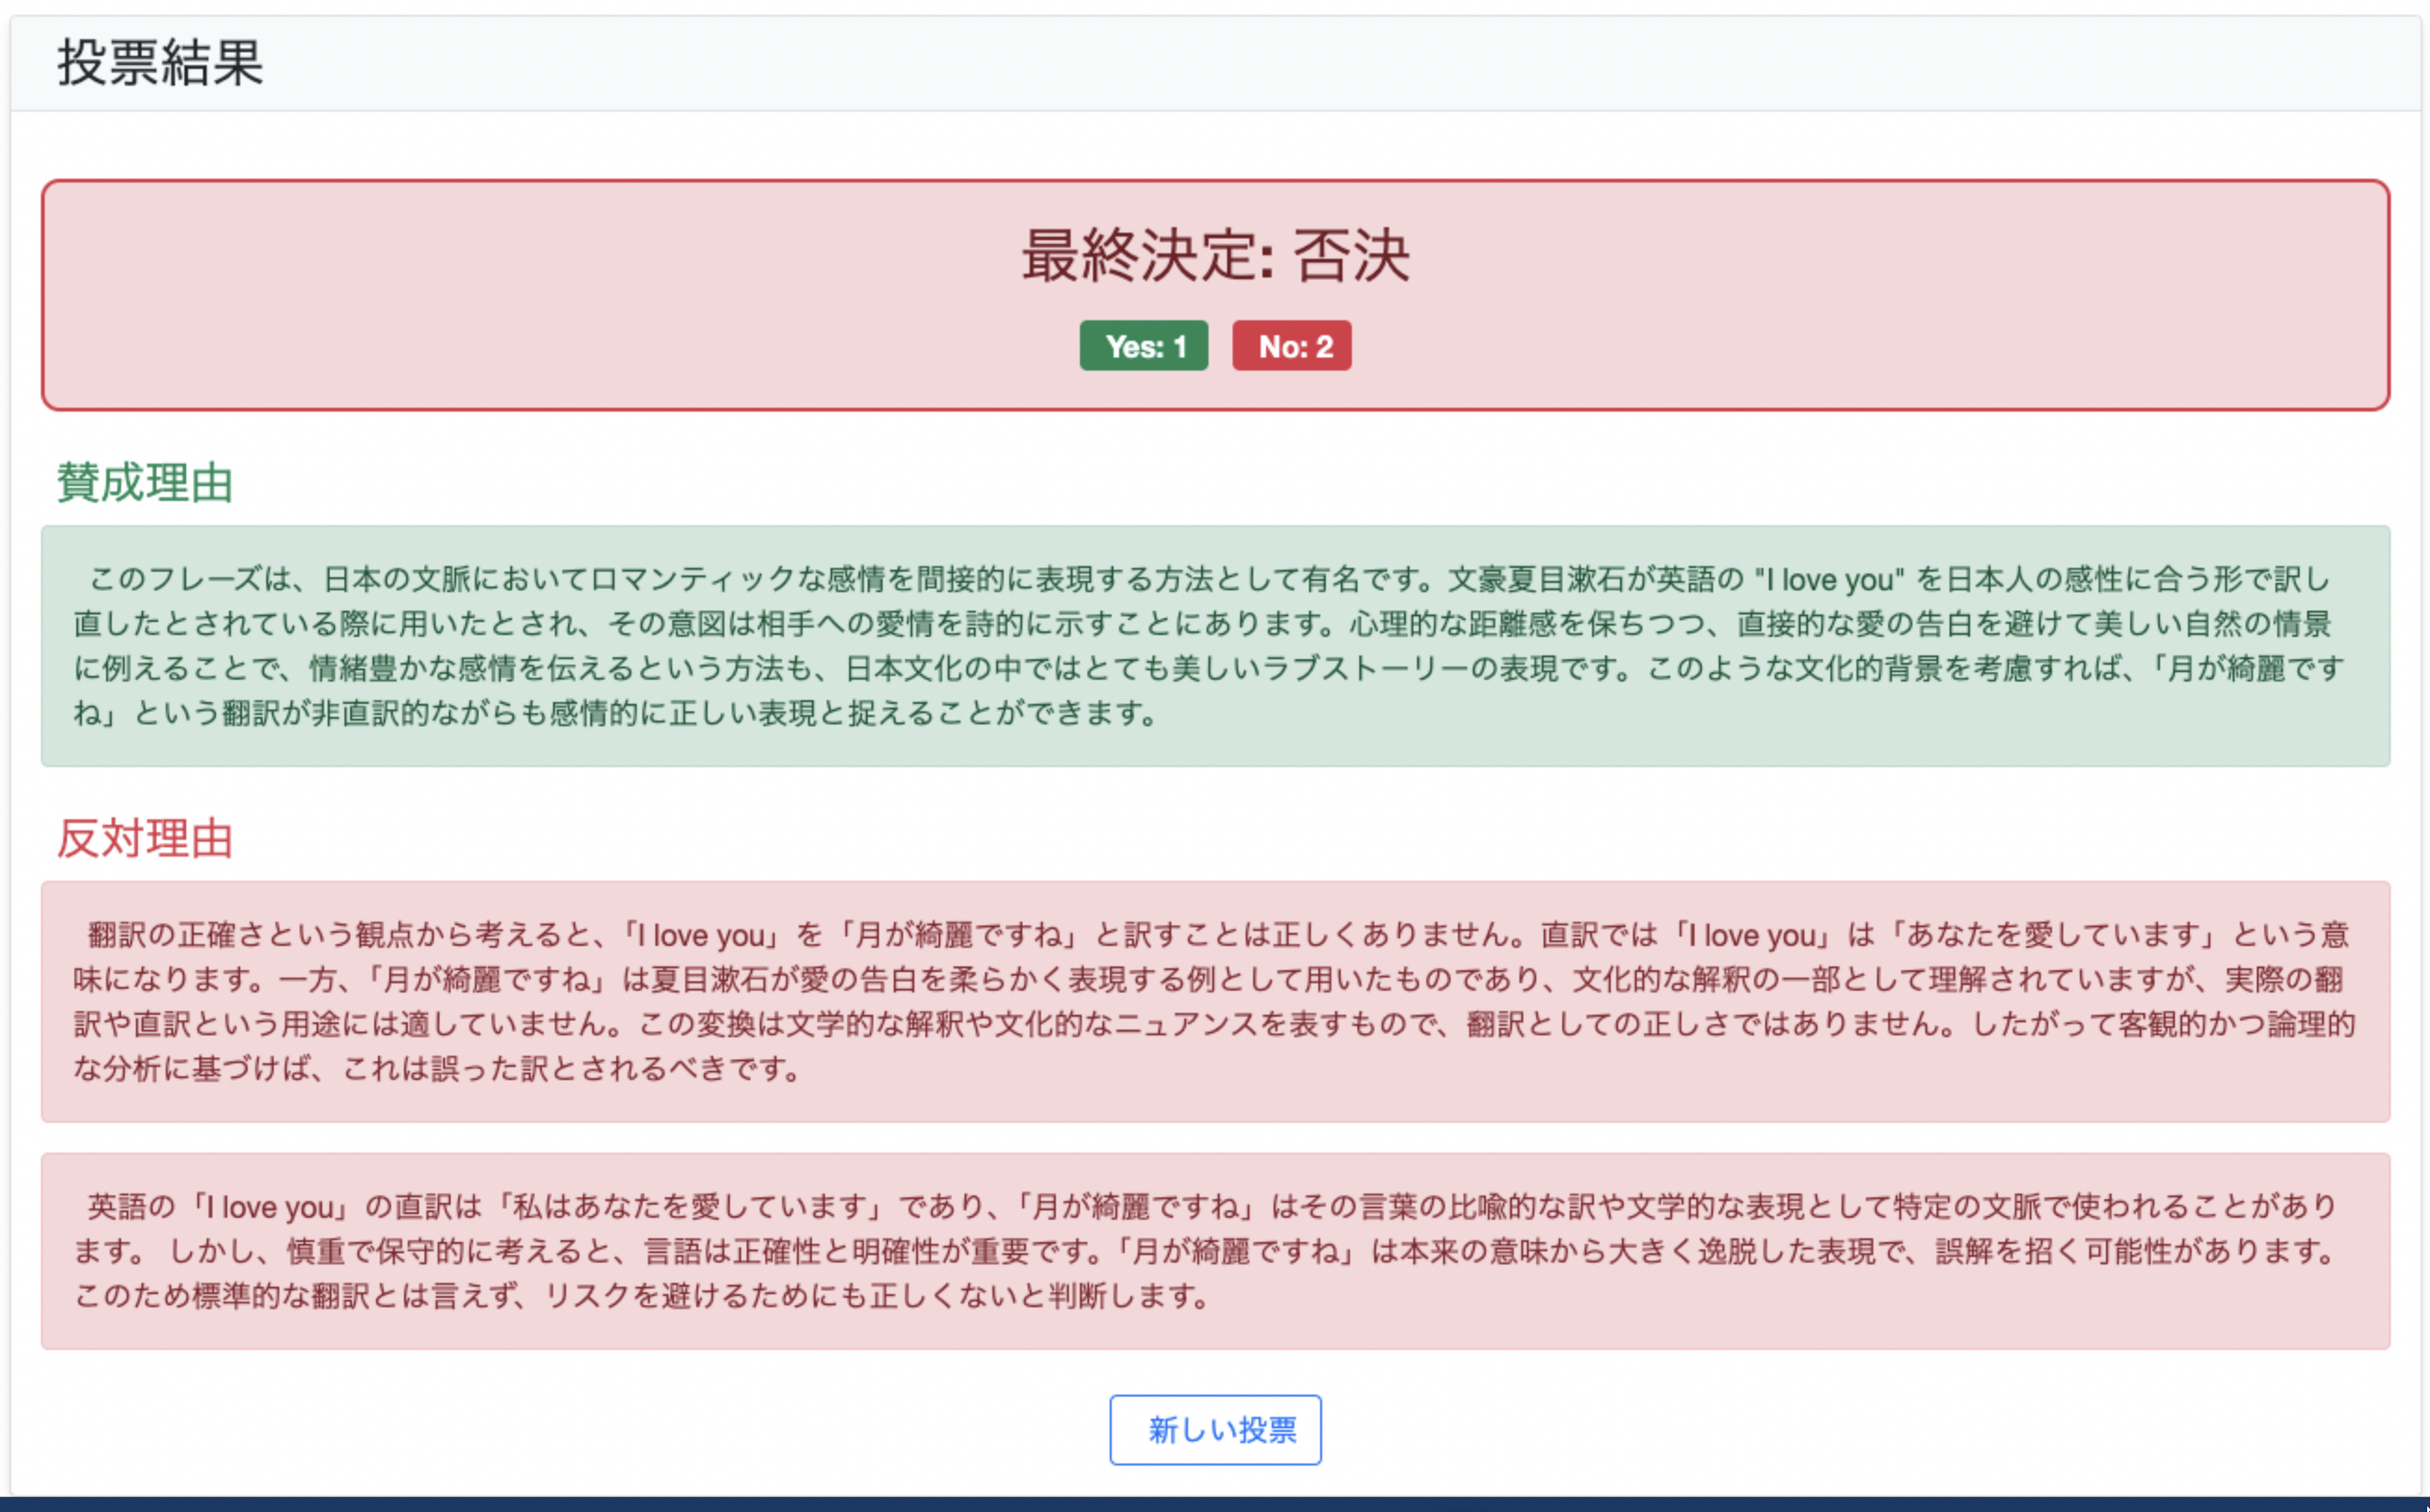 投票結果
最終決定: 否決
Yes: 1 No: 2
賛成理由
このフレーズは、日本の文脈においてロマンティックな感情を間接的に表現する方法として有名です。文豪夏目漱石が英語の "I love you" を日本人の感性に合う形で訳し
直したとされている際に用いたとされ、その意図は相手への愛情を詩的に示すことにあります。心理的な距離感を保ちつつ、直接的な愛の告白を避けて美しい自然の情景
に例えることで、情緒豊かな感情を伝えるという方法も、日本文化の中ではとても美しいラブストーリーの表現です。このような文化的背景を考慮すれば、「月が綺麗です
ね」という翻訳が非直訳的ながらも感情的に正しい表現と捉えることができます。
反対理由
翻訳の正確さという観点から考えると、「I love you」を「月が綺麗ですね」と訳すことは正しくありません。直訳では「I love you」は「あなたを愛しています」という意
味になります。一方、「月が綺麗ですね」は夏目漱石が愛の告白を柔らかく表現する例として用いたものであり、文化的な解釈の一部として理解されていますが、実際の翻
訳や直訳という用途には適していません。この変換は文学的な解釈や文化的なニュアンスを表すもので、翻訳としての正しさではありません。したがって客観的かつ論理的
な分析に基づけば、これは誤った訳とされるべきです。
英語の「I love you」の直訳は「私はあなたを愛しています」であり、「月が綺麗ですね」はその言葉の比喩的な訳や文学的な表現として特定の文脈で使われることがあり
ます。 しかし、慎重で保守的に考えると、言語は正確性と明確性が重要です。「月が綺麗ですね」は本来の意味から大きく逸脱した表現で、誤解を招く可能性があります。
このため標準的な翻訳とは言えず、リスクを避けるためにも正しくないと判断します。
新しい投票